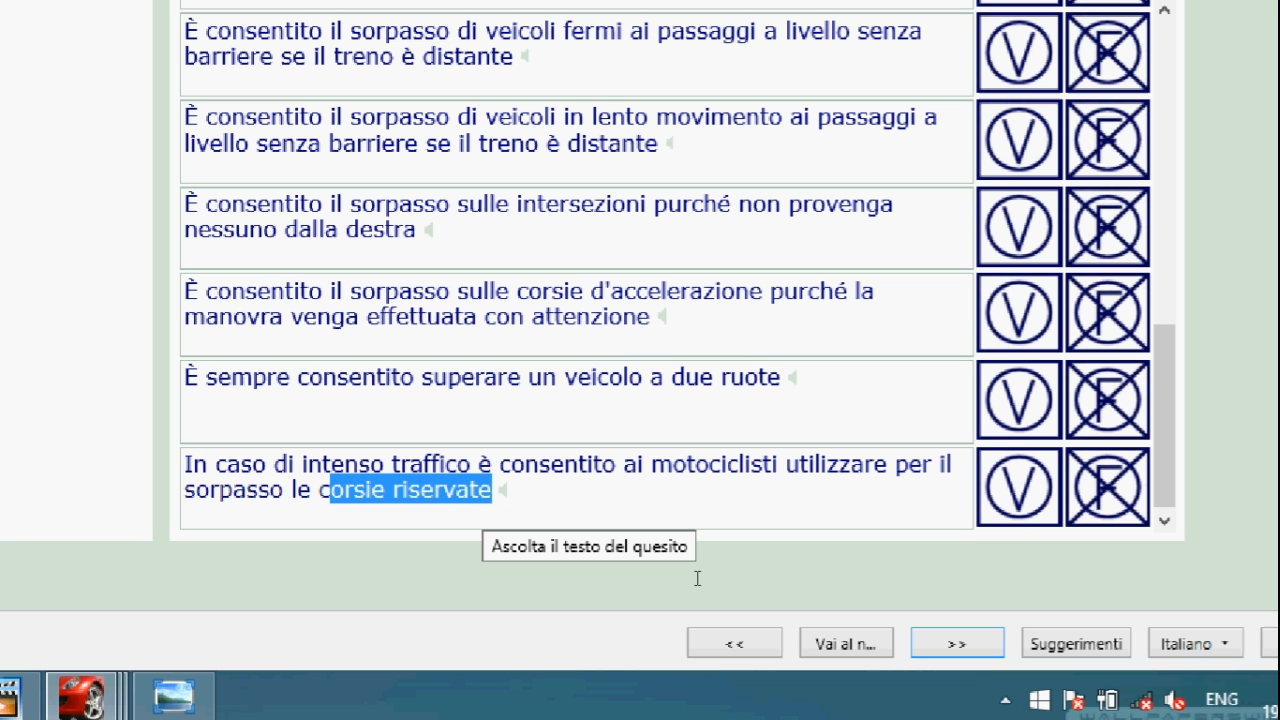 È consentito il sorpasso di veicoli fermi ai passaggi a livello senza
barriere se il treno è distante
V F
È consentito il sorpasso di veicoli in lento movimento ai passaggi a
livello senza barriere se il treno è distante
V F
È consentito il sorpasso sulle intersezioni purché non provenga
nessuno dalla destra
V F
È consentito il sorpasso sulle corsie d'accelerazione purché la
manovra venga effettuata con attenzione
V F
È sempre consentito superare un veicolo a due ruote
V F
In caso di intenso traffico è consentito ai motociclisti utilizzare per il
sorpasso le corsie riservate
V F
Ascolta il testo del quesito
<< Vai al n... >> Suggerimenti Italiano
ENG